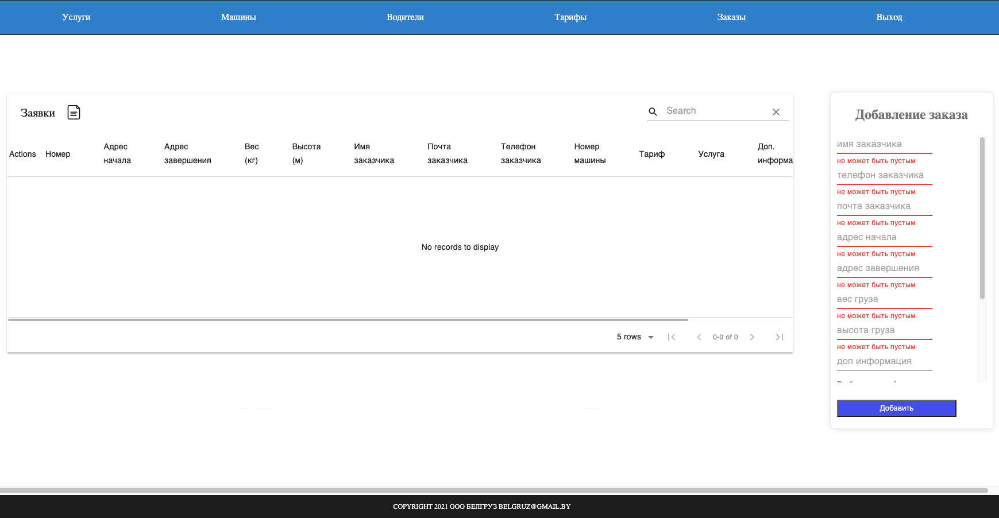 Услуги
Машины
Водители
Тарифы
Заказы
Выход
Заявки
Search
Actions
Номер
Адрес
начала
Адрес
завершения
Вес
(кг)
Высота
(м)
Имя
заказчика
Почта
заказчика
Телефон
заказчика
Номер
машины
Тариф
Услуга
Доп.
информа
No records to display
5 rows
0-0 of 0
Добавление заказа
имя заказчика
не может быть пустым
телефон заказчика
не может быть пустым
почта заказчика
не может быть пустым
адрес начала
не может быть пустым
адрес завершения
не может быть пустым
вес груза
не может быть пустым
высота груза
не может быть пустым
доп информация
Добавить
COPYRIGHT 2021 ООО БЕЛГРУЗ BELGRUZ@GMAIL.BY